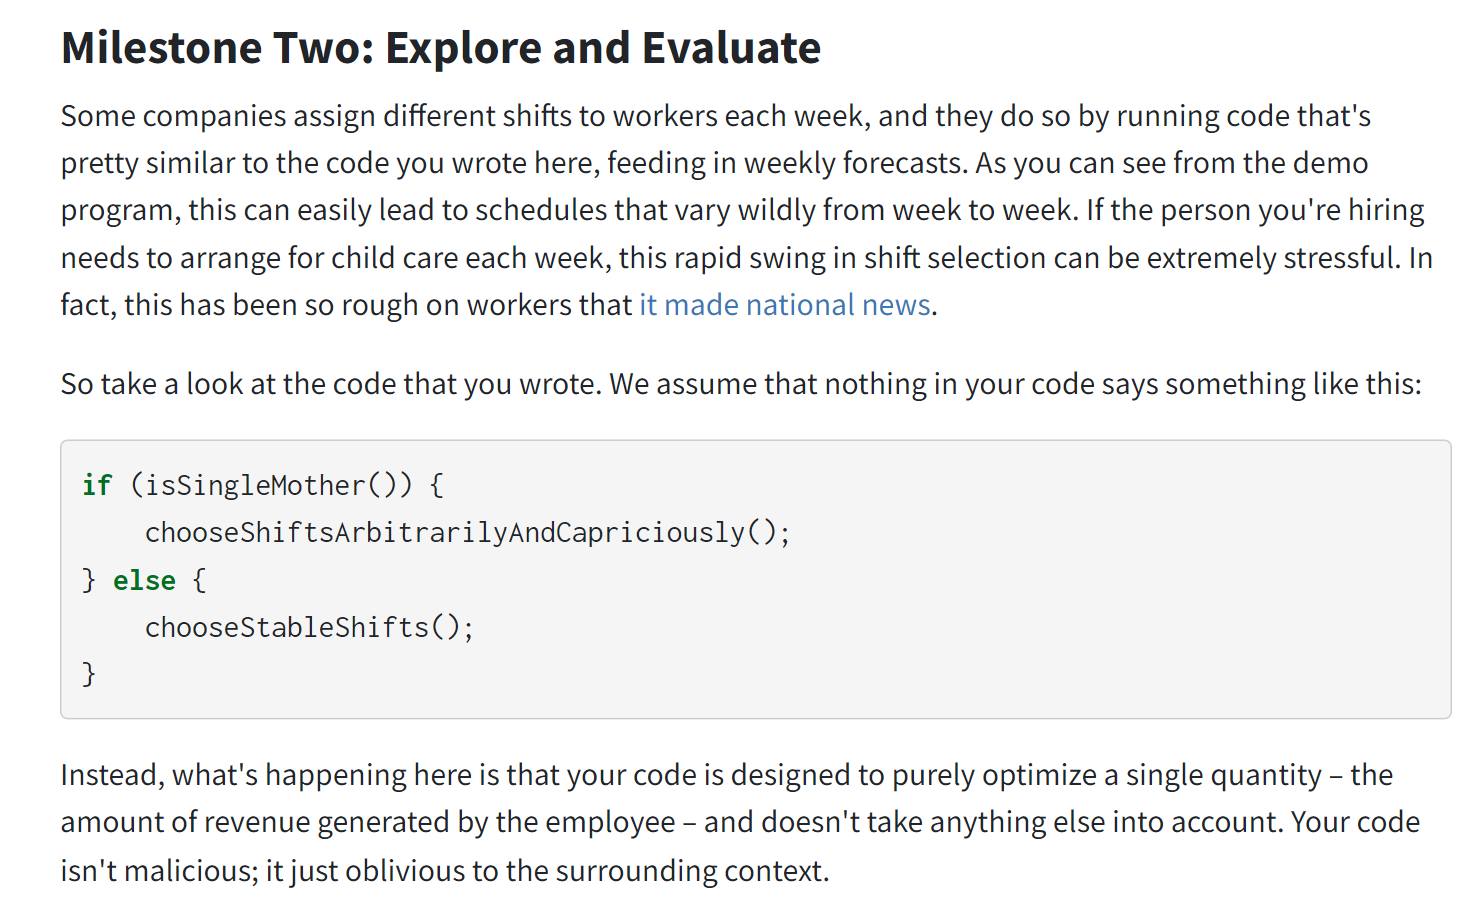 Milestone Two: Explore and Evaluate
Some companies assign different shifts to workers each week, and they do so by running code that's
pretty similar to the code you wrote here, feeding in weekly forecasts. As you can see from the demo
program, this can easily lead to schedules that vary wildly from week to week. If the person you're hiring
needs to arrange for child care each week, this rapid swing in shift selection can be extremely stressful. In
fact, this has been so rough on workers that it made national news.
So take a look at the code that you wrote. We assume that nothing in your code says something like this:
if (isSingleMother()) {
    chooseShiftsArbitrarilyAndCapriciously();
} else {
    chooseStableShifts();
}
Instead, what's happening here is that your code is designed to purely optimize a single quantity – the
amount of revenue generated by the employee – and doesn't take anything else into account. Your code
isn't malicious; it just oblivious to the surrounding context.